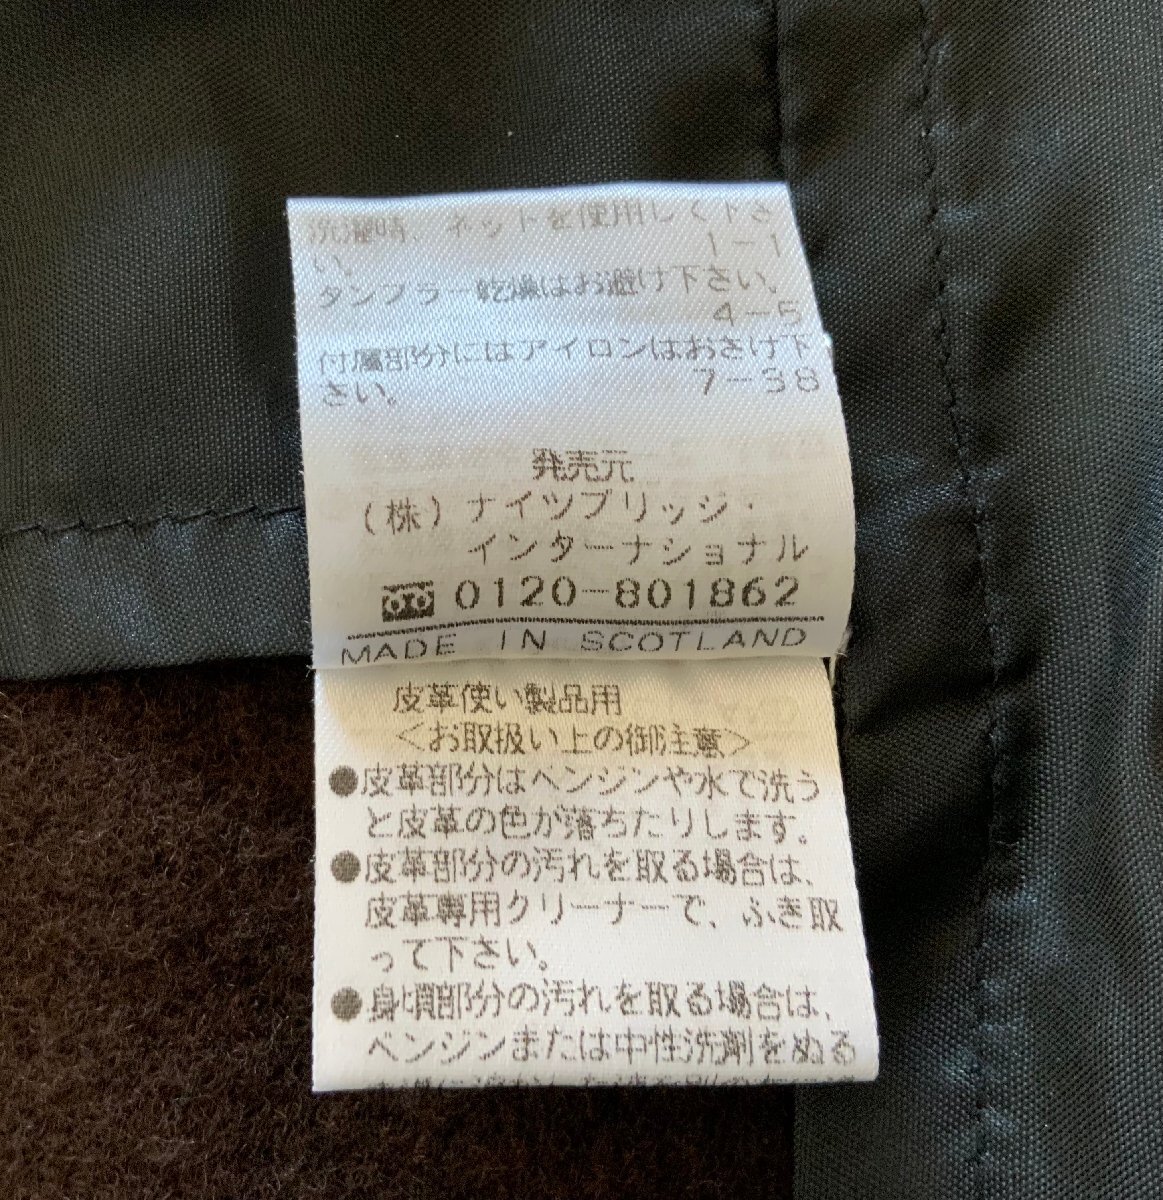 洗濯時、ネットを使用して下さ
い。 1-1
タンブラー乾燥はお避け下さい。
4-5
付属部分にはアイロンはおさけ下
さい。 7-38
発売元
(株)ナイツブリッジ・
インターナショナル
0120-801862
MADE IN SCOTLAND
皮革使い製品用
<お取扱い上の御注意>
●皮革部分はベンジンや水で洗う
と皮革の色が落ちたりします。
●皮革部分の汚れを取る場合は、
皮革専用クリーナーで、ふき取
って下さい。
●身頃部分の汚れを取る場合は、
ベンジンまたは中性洗剤をぬる